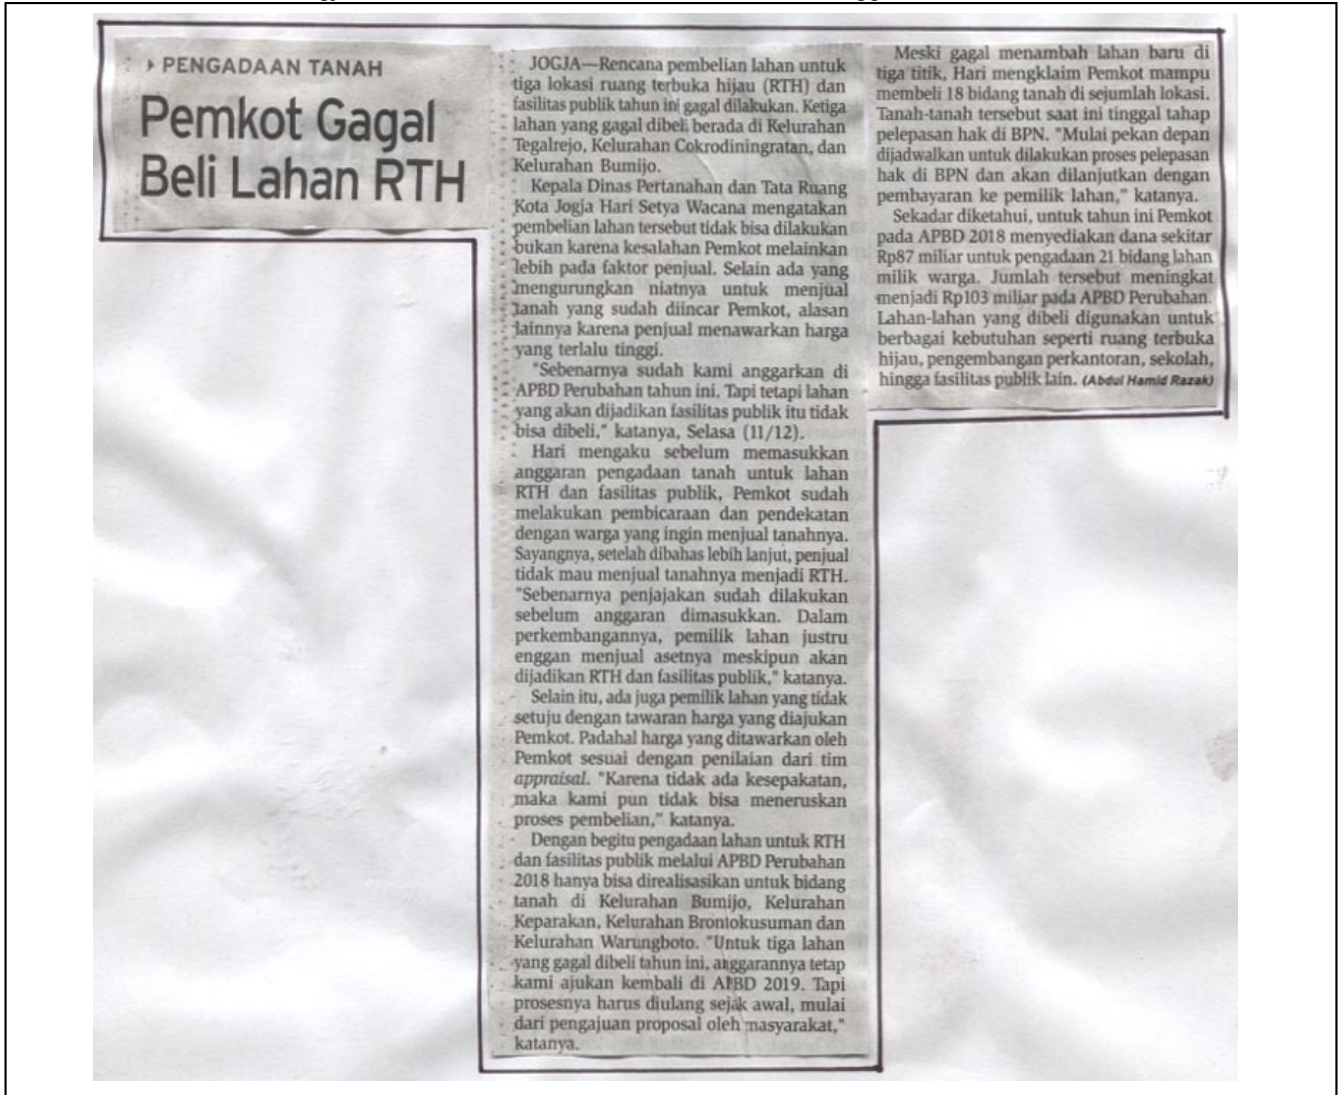 PENGADAAN TANAH
Pemkot Gagal
Beli Lahan RTH
JOGJA—Rencana pembelian lahan untuk
tiga lokasi ruang terbuka hijau (RTH) dan
fasilitas publik tahun ini gagal dilakukan. Ketiga
lahan yang gagal dibeli berada di Kelurahan
Tegalrejo, Kelurahan Cokrodiningratan, dan
Kelurahan Bumijo.
Kepala Dinas Pertanahan dan Tata Ruang
Kota Jogja Hari Setya Wacana mengatakan
pembelian lahan tersebut tidak bisa dilakukan
bukan karena kesalahan Pemkot melainkan
lebih pada faktor penjual. Selain ada yang
mengurungkan niatnya untuk menjual
tanah yang sudah diincar Pemkot, alasan
lainnya karena penjual menawarkan harga
yang terlalu tinggi.
"Sebenarnya sudah kami anggarkan di
APBD Perubahan tahun ini. Tapi tetapi lahan
yang akan dijadikan fasilitas publik itu tidak
bisa dibeli," katanya, Selasa (11/12).
Hari mengaku sebelum memasukkan
anggaran pengadaan tanah untuk lahan
RTH dan fasilitas publik, Pemkot sudah
melakukan pembicaraan dan pendekatan
dengan warga yang ingin menjual tanahnya.
Sayangnya, setelah dibahas lebih lanjut, penjual
tidak mau menjual tanahnya menjadi RTH.
"Sebenarnya penjajakan sudah dilakukan
sebelum anggaran dimasukkan. Dalam
perkembangannya, pemilik lahan justru
enggan menjual asetnya meskipun akan
dijadikan RTH dan fasilitas publik," katanya.
Selain itu, ada juga pemilik lahan yang tidak
setuju dengan tawaran harga yang diajukan
Pemkot. Padahal harga yang ditawarkan oleh
Pemkot sesuai dengan penilaian dari tim
appraisal. "Karena tidak ada kesepakatan,
maka kami pun tidak bisa meneruskan
proses pembelian," katanya.
Dengan begitu pengadaan lahan untuk RTH
dan fasilitas publik melalui APBD Perubahan
2018 hanya bisa direalisasikan untuk bidang
tanah di Kelurahan Bumijo, Kelurahan
Keparakan, Kelurahan Brontokusuman dan
Kelurahan Warungboto. "Untuk tiga lahan
yang gagal dibeli tahun ini, anggarannya tetap
kami ajukan kembali di APBD 2019. Tapi
prosesnya harus diulang sejak awal, mulai
dari pengajuan proposal oleh masyarakat,"
katanya.
Meski gagal menambah lahan baru di
tiga titik, Hari mengklaim Pemkot mampu
membeli 18 bidang tanah di sejumlah lokasi.
Tanah-tanah tersebut saat ini tinggal tahap
pelepasan hak di BPN. "Mulai pekan depan
dijadwalkan untuk dilakukan proses pelepasan
hak di BPN dan akan dilanjutkan dengan
pembayaran ke pemilik lahan," katanya.
Sekadar diketahui, untuk tahun ini Pemkot
pada APBD 2018 menyediakan dana sekitar
Rp87 miliar untuk pengadaan 21 bidang lahan
milik warga. Jumlah tersebut meningkat
menjadi Rp103 miliar pada APBD Perubahan.
Lahan-lahan yang dibeli digunakan untuk
berbagai kebutuhan seperti ruang terbuka
hijau, pengembangan perkantoran, sekolah,
hingga fasilitas publik lain. (Abdul Hamid Razak)